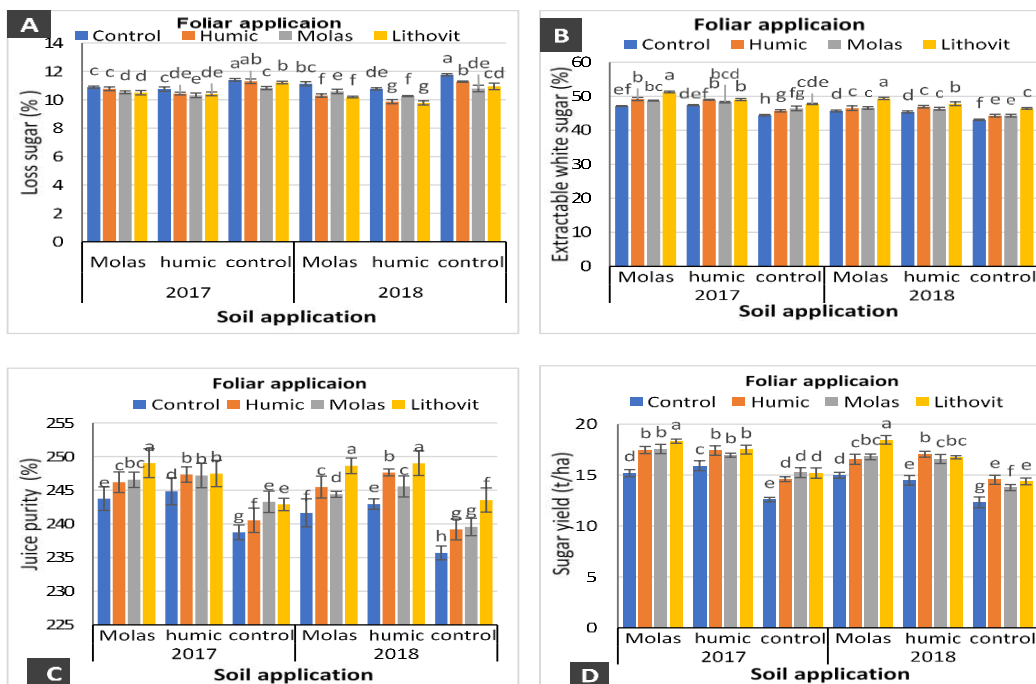 A
Foliar applicaion
Control Humic Molas Lithovit
Loss sugar (%)
14
12
10
8
6
4
2
0
c c d d c de e de a ab c b bc f e f de g f g a b de cd
Molas humic control Molas humic control
2017 2018
Soil application
B
Foliar applicaion
Control Humic Molas Lithovit
Extractable white sugar (%)
60
50
40
30
20
10
0
ef b bc a def b bcd b h g fg cde d c c a d c c b f e e c
Molas humic control Molas humic control
2017 2018
Soil application
Foliar applicaion
Control Humic Molas Lithovit
Juice purity (%)
255
250
245
240
235
230
225
e c bc a d b b b g f e e f c d a d b c a h g g f
Molas humic control Molas humic control
2017 2018
C
Soil application
Foliar applicaion
Control Humic Molas Lithovit
Sugar yield (t/ha)
20
15
10
5
0
d b b a c b b b e d d d d c bc a e b c bc g e f e
Molas humic control Molas humic control
2017 2018
D
Soil application